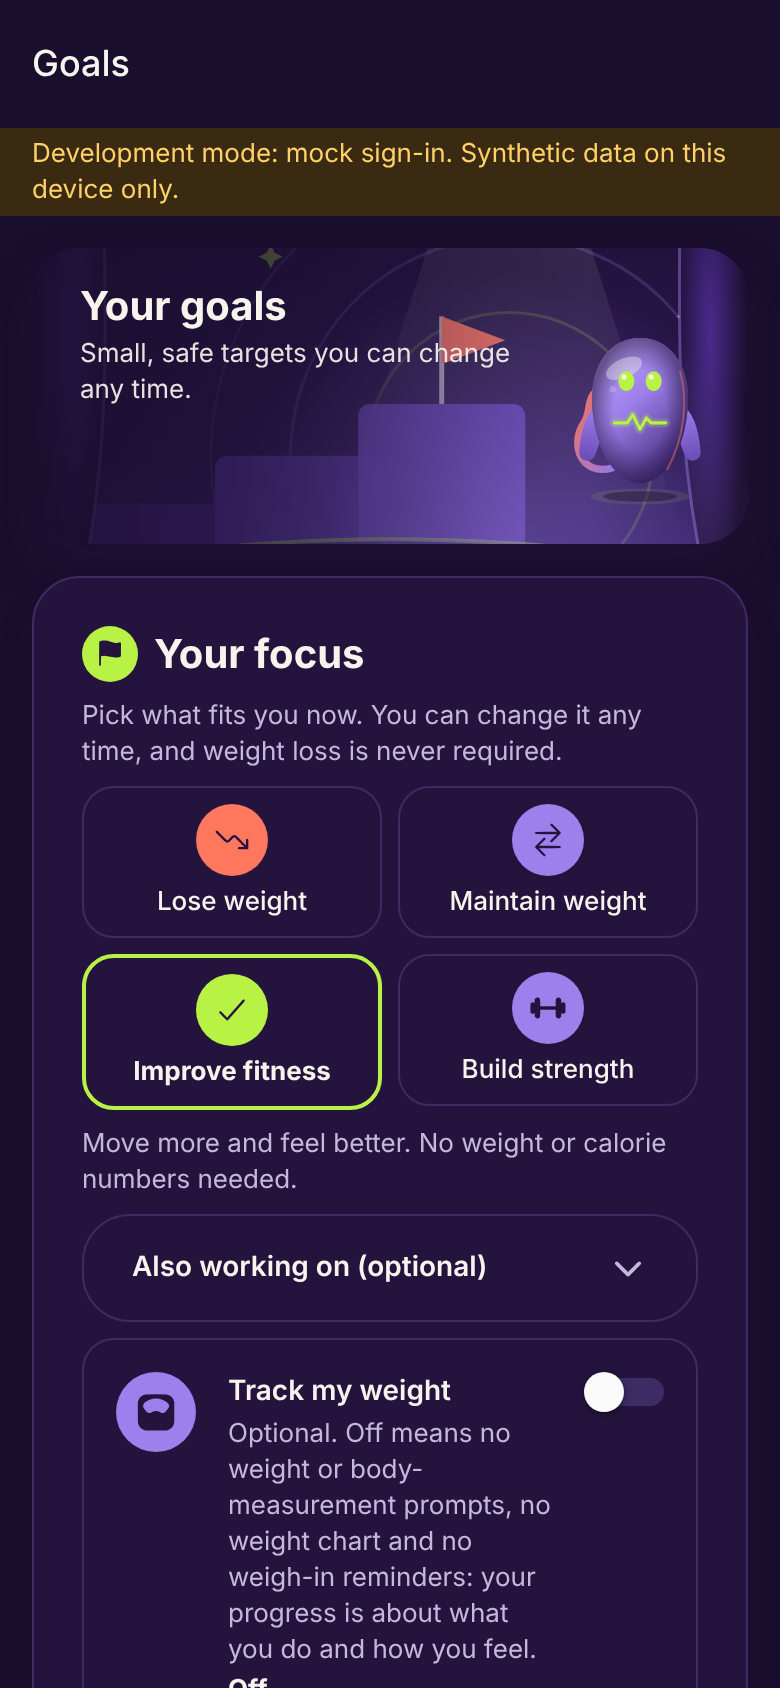 Goals
Development mode: mock sign-in. Synthetic data on this
device only.
Your goals
Small, safe targets you can change
any time.
Your focus
Pick what fits you now. You can change it any
time, and weight loss is never required.
Lose weight
Maintain weight
Improve fitness
Build strength
Move more and feel better. No weight or calorie
numbers needed.
Also working on (optional)
Track my weight
Optional. Off means no
weight or body-
measurement prompts, no
weight chart and no
weigh-in reminders: your
progress is about what
you do and how you feel.
Off